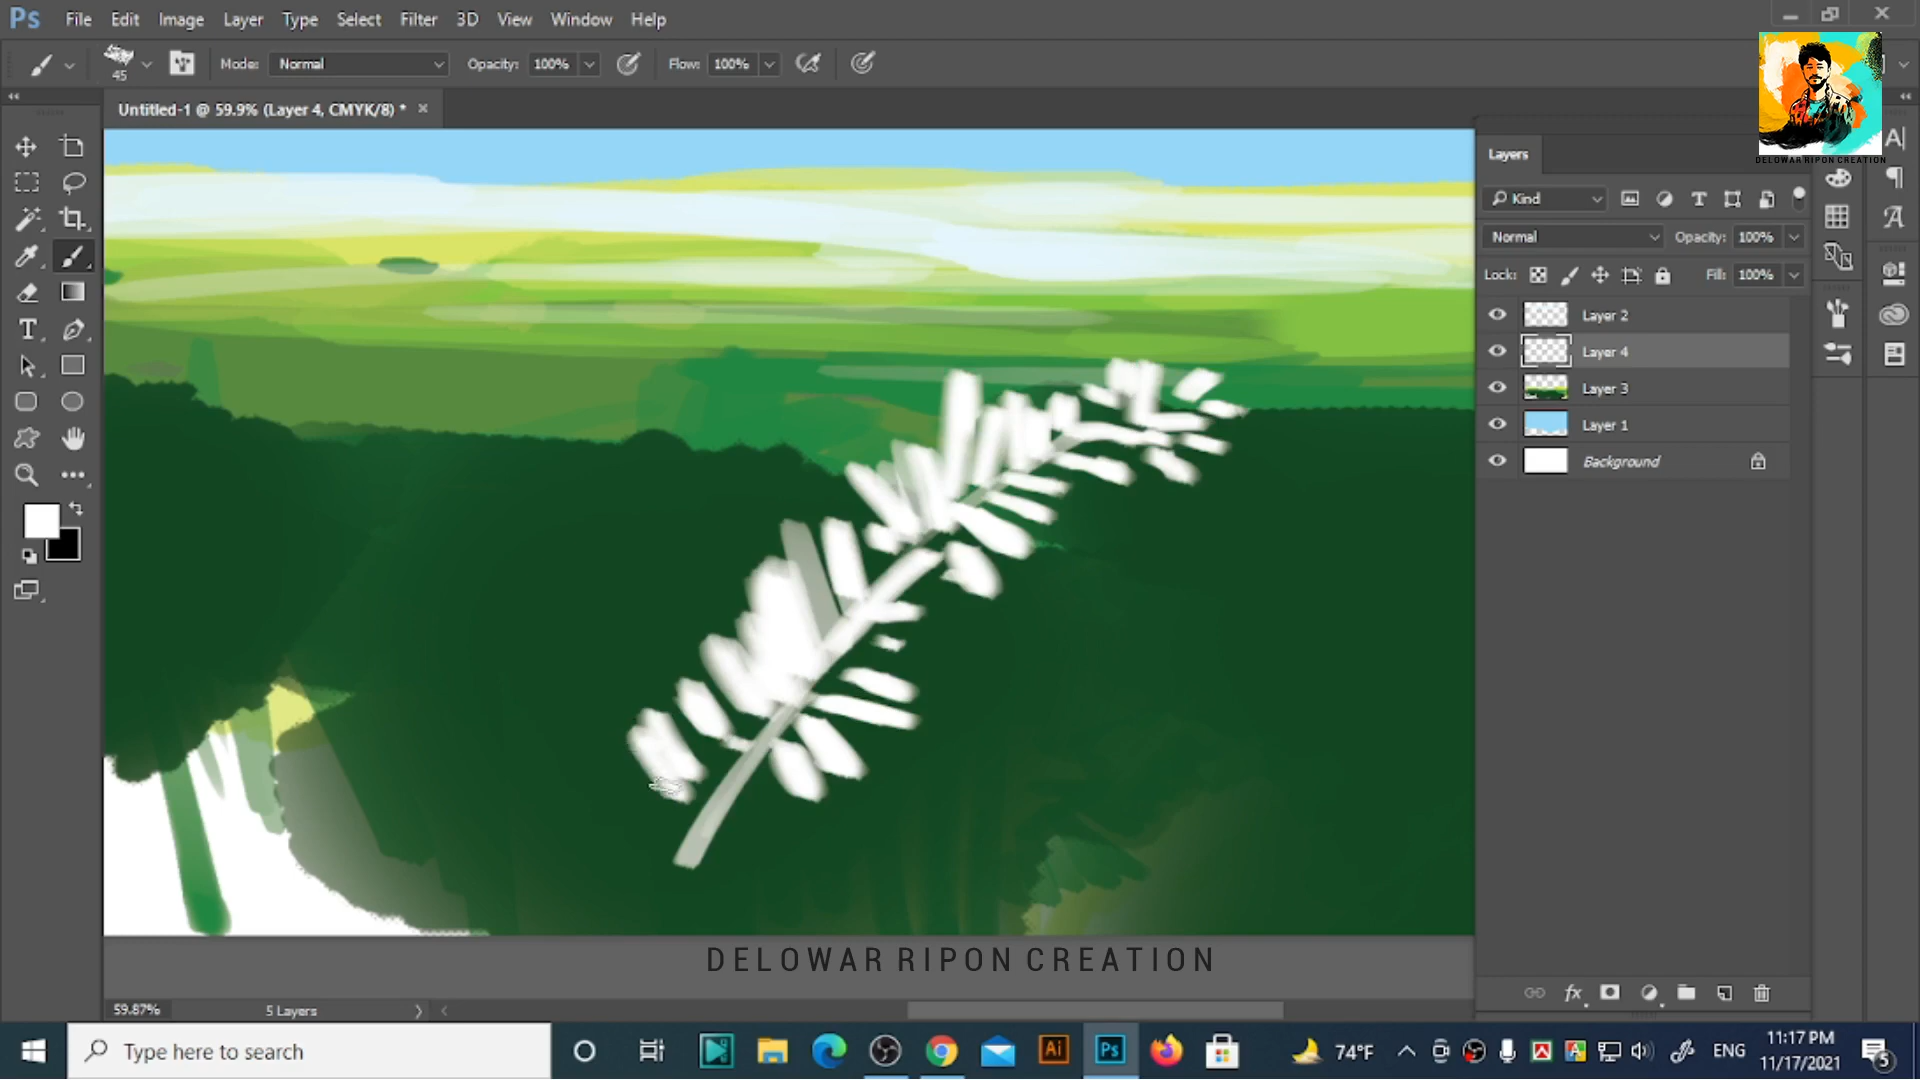 Ps File Edit Image Layer Type Select Filter 3D View Window Help
45 Mode: Normal Opacity: 100% Flow: 100%
Untitled-1 @ 59.9% (Layer 4, CMYK/8) *
DELOWAR RIPON CREATION
Layers
Kind
Normal Opacity: 100%
Lock: Fill: 100%
Layer 2
Layer 4
Layer 3
Layer 1
Background
DELOWAR RIPON CREATION
59.87% 5 Layers
Type here to search
Ai Ps
74°F ENG
11:17 PM
11/17/2021
5